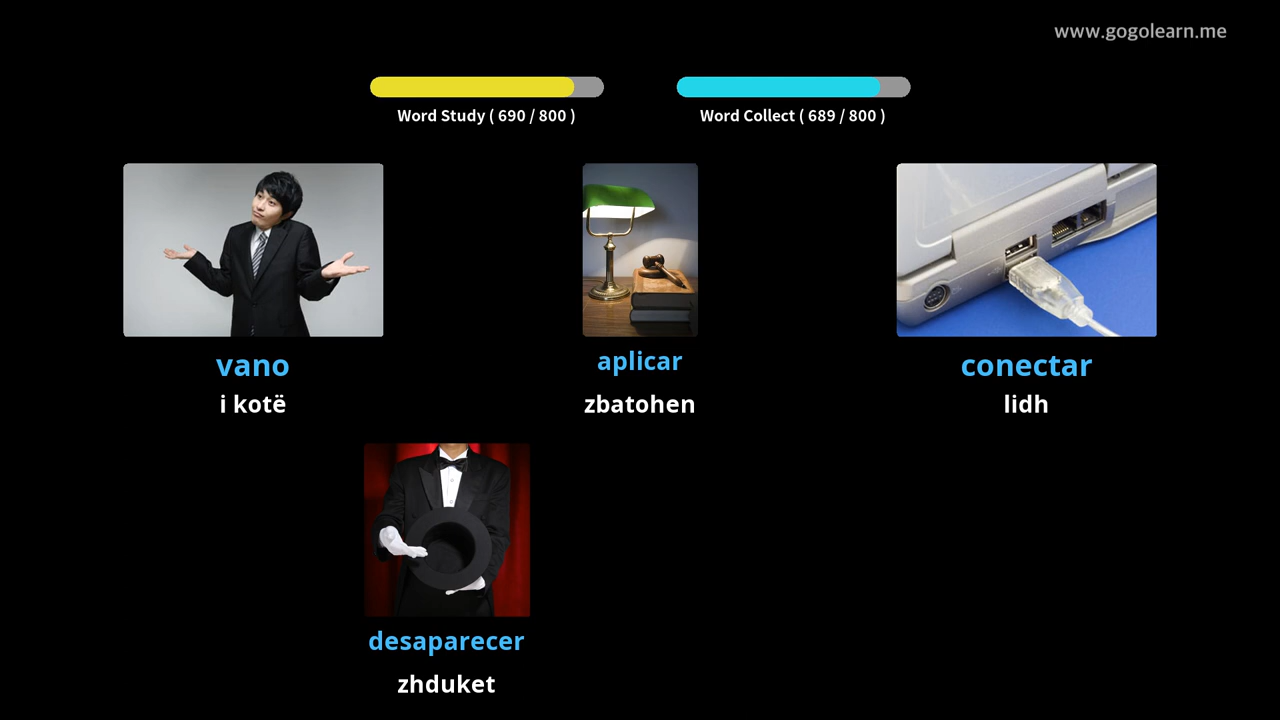 www.gogolearn.me
Word Study ( 690 / 800 )
Word Collect ( 689 / 800 )
vano
i kotë
aplicar
zbatohen
conectar
lidh
desaparecer
zhduket